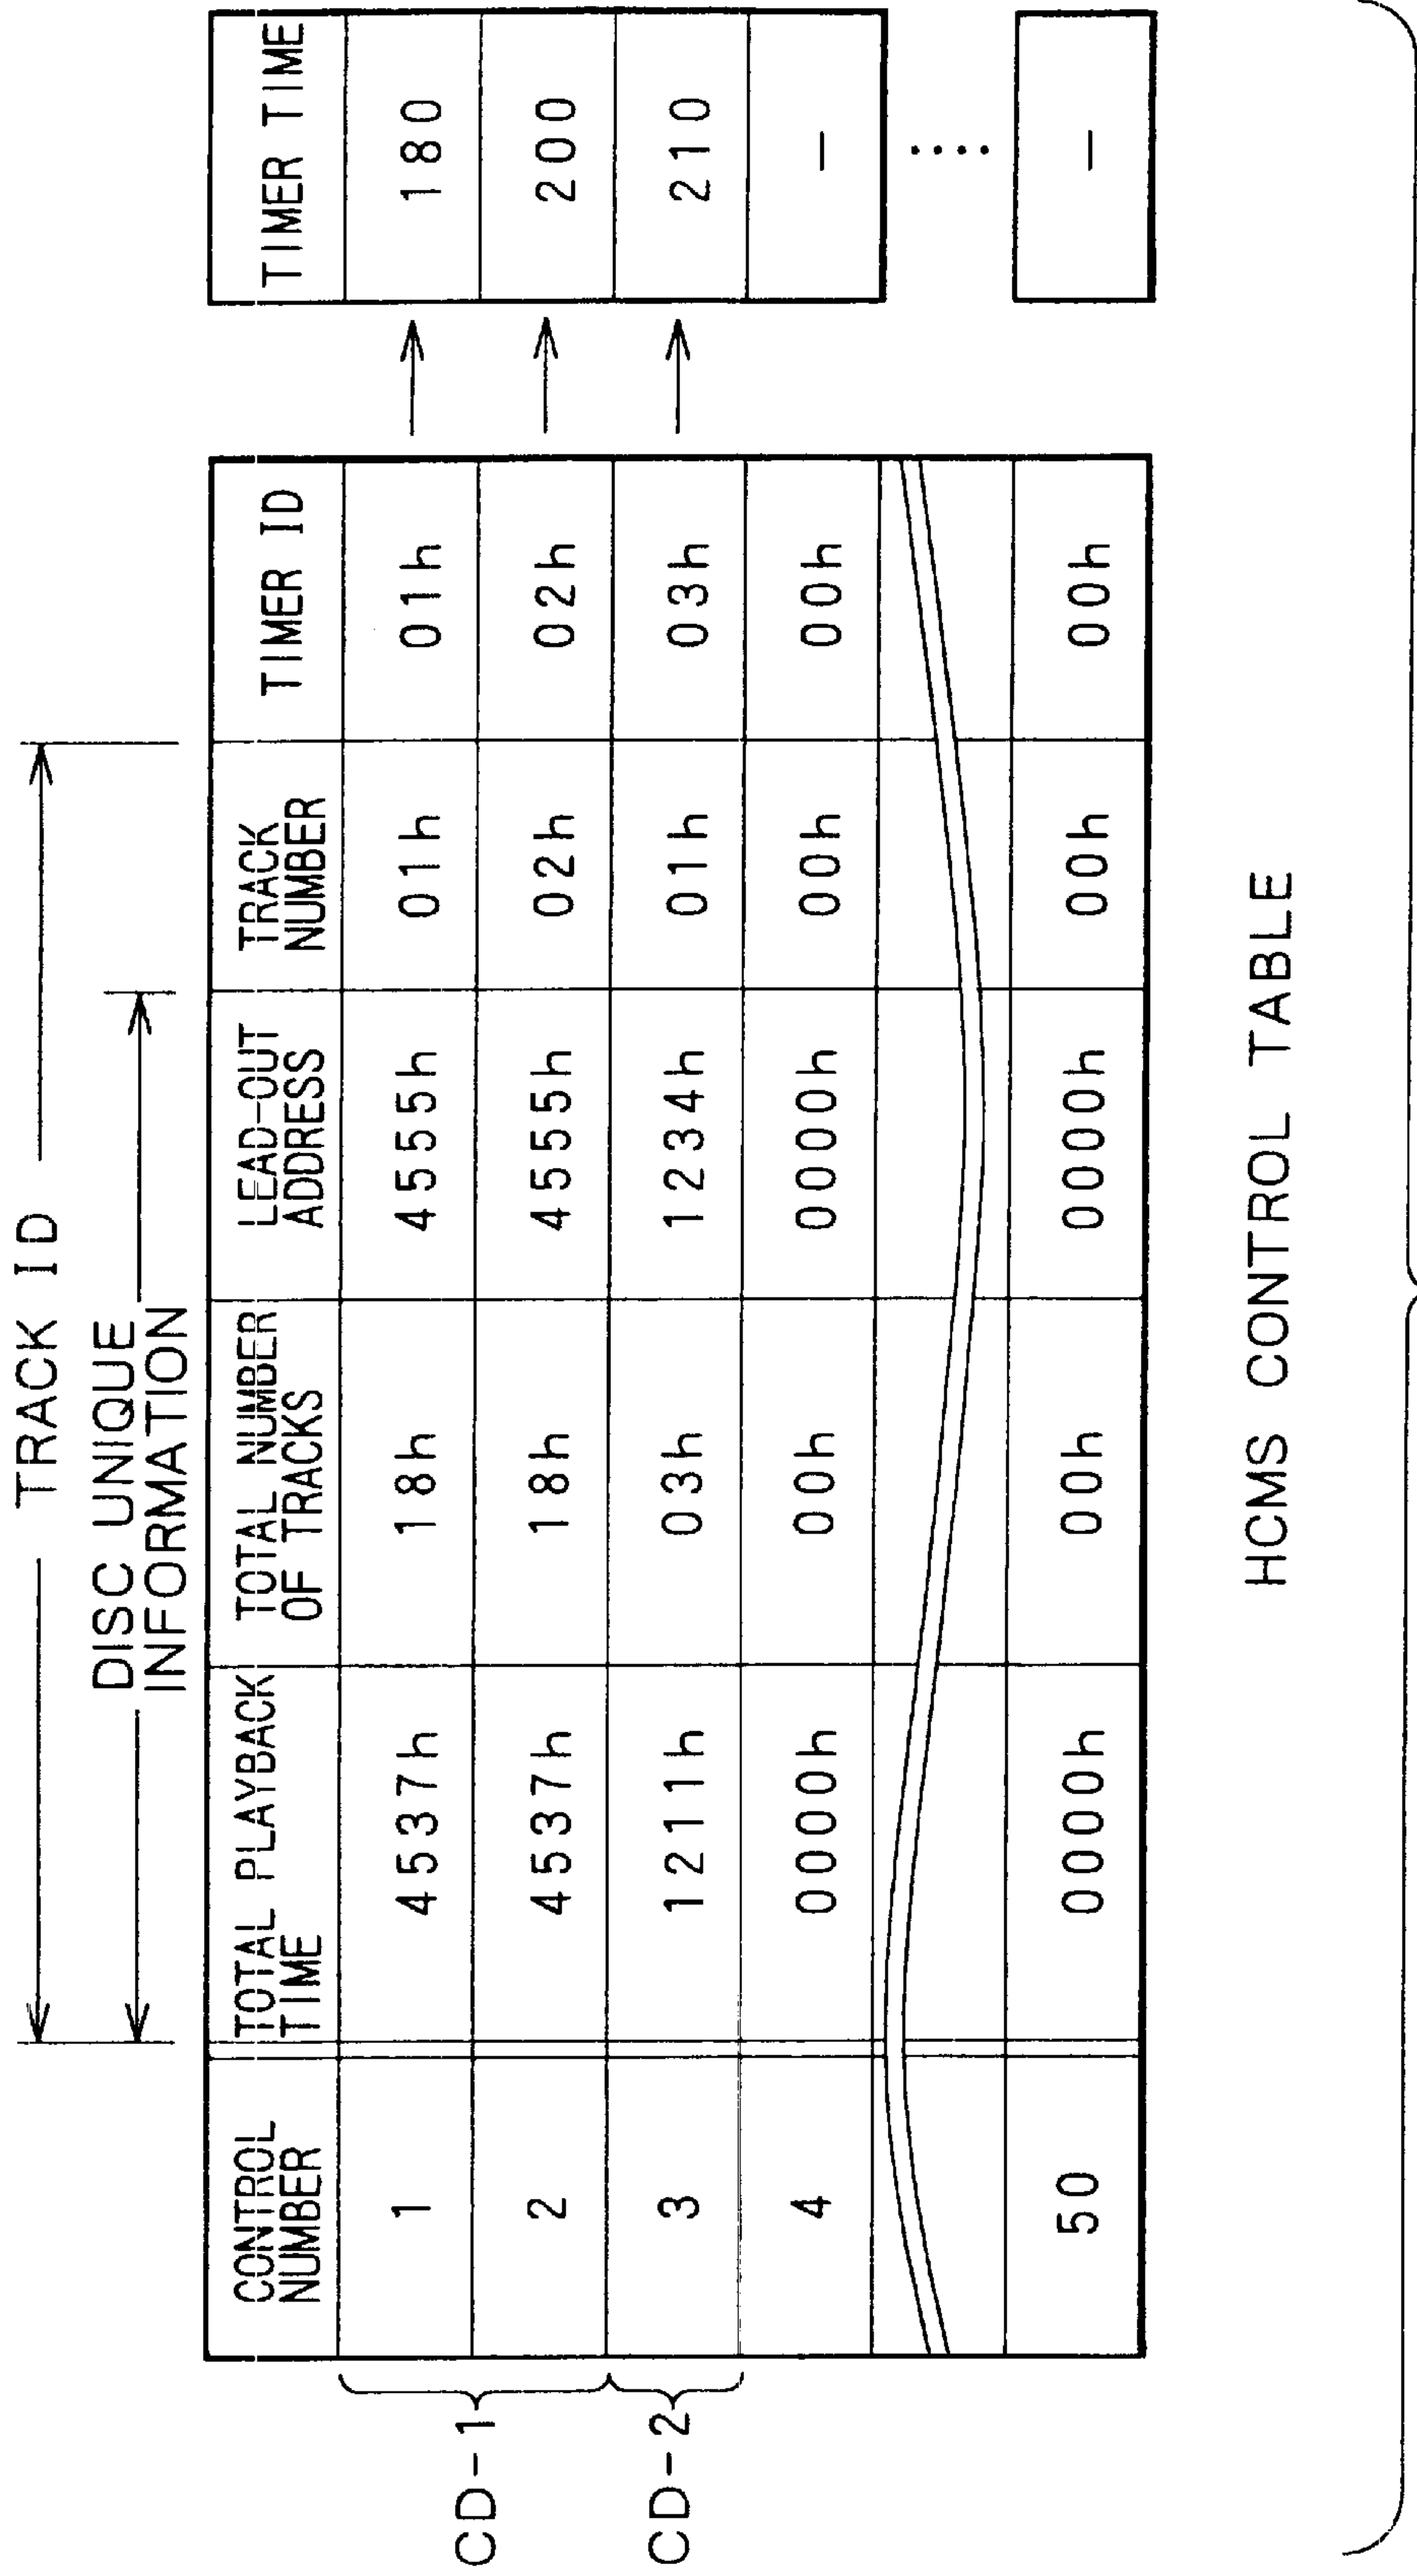 TRACK ID
DISC UNIQUE
INFORMATION
CONTROL NUMBER TOTAL PLAYBACK TIME TOTAL NUMBER OF TRACKS LEAD-OUT ADDRESS TRACK NUMBER TIMER ID TIMER TIME
CD-1 1 4537h 18h 4555h 01h 01h 180
2 4537h 18h 4555h 02h 02h 200
CD-2 3 1211h 03h 1234h 01h 03h 210
4 0000h 00h 0000h 00h 00h –
50 0000h 00h 0000h 00h 00h –
HCMS CONTROL TABLE